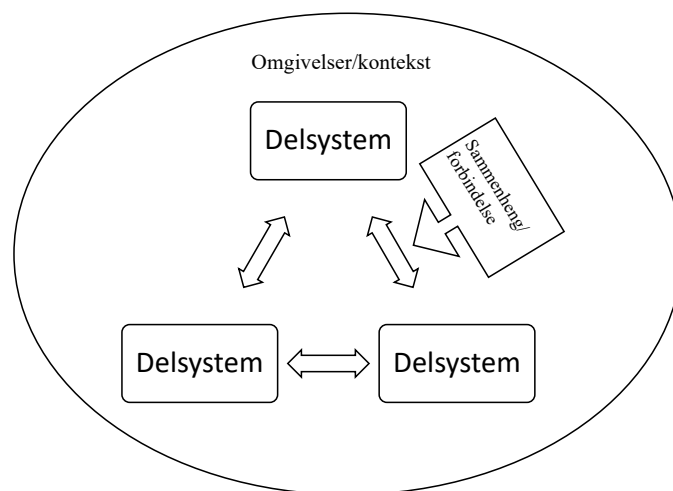 Omgivelser/kontekst
Delsystem
Sammenheng/
forbindelse
Delsystem
Delsystem